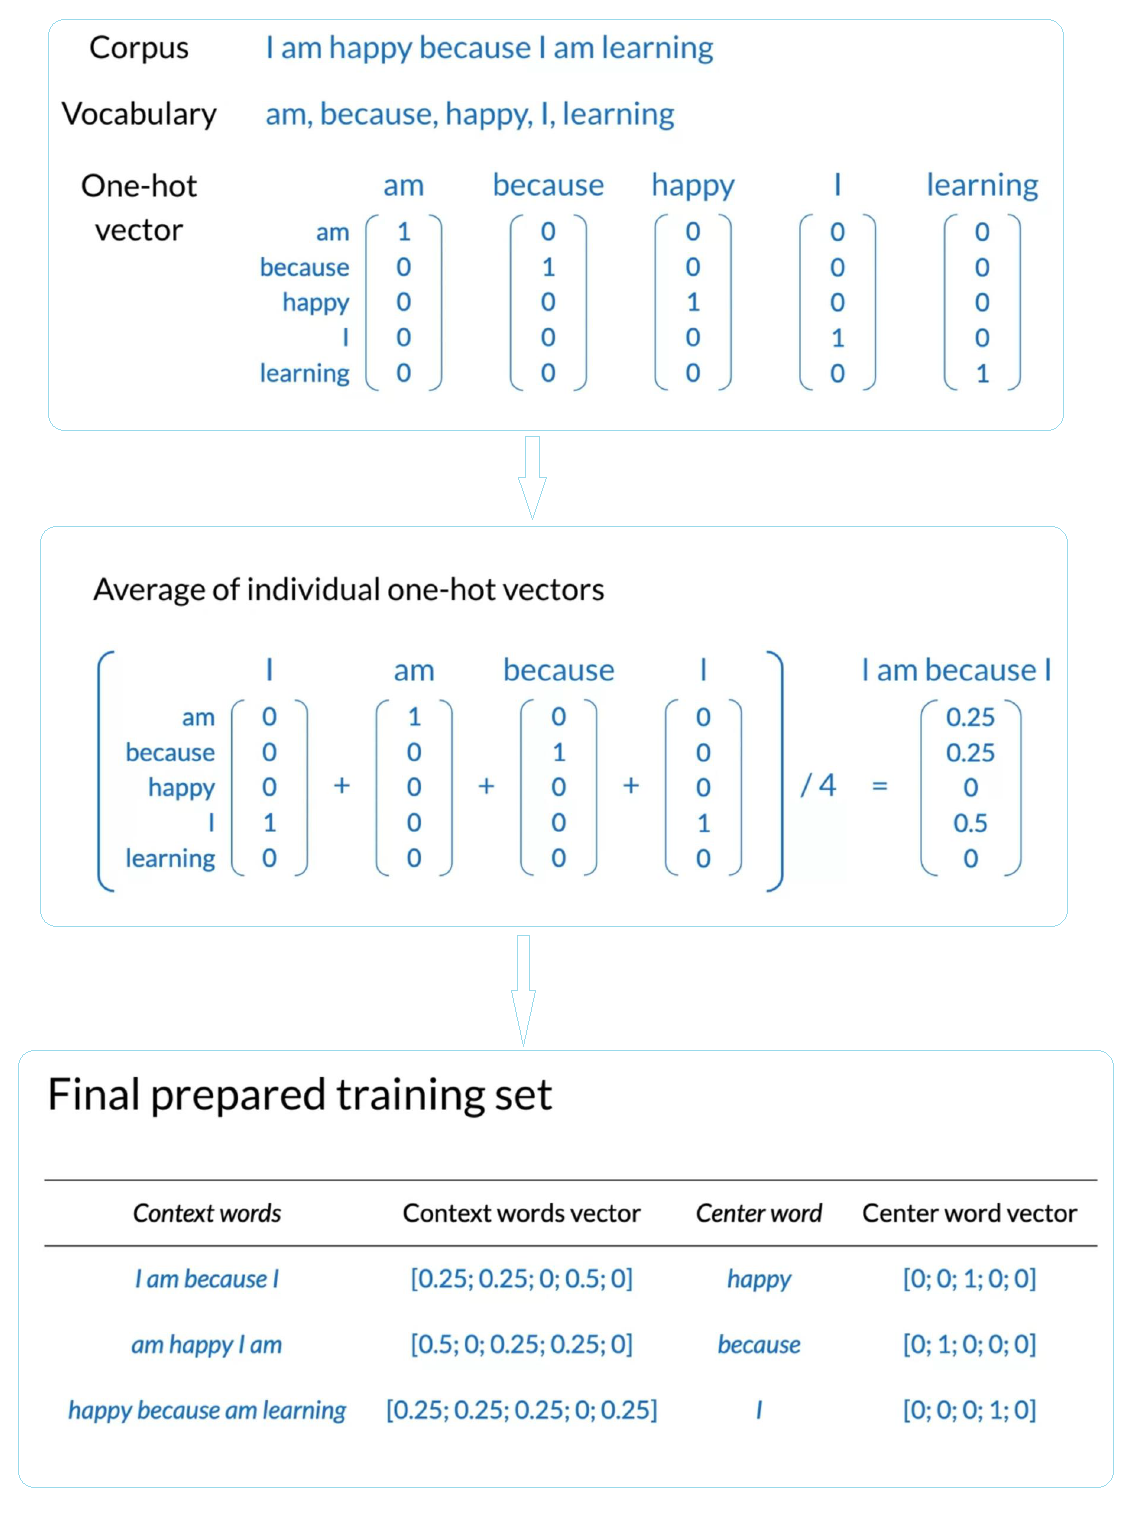 Corpus I am happy because I am learning
Vocabulary am, because, happy, I, learning
One-hot vector
am because happy I learning
am 1 0 0 0 0
because 0 1 0 0 0
happy 0 0 1 0 0
I 0 0 0 1 0
learning 0 0 0 0 1
Average of individual one-hot vectors
I am because I I am because I
am 0 1 0 0 0.25
because 0 0 1 0 0.25
happy 0 + 0 + 0 + 0 / 4 = 0
I 1 0 0 1 0.5
learning 0 0 0 0 0
Final prepared training set
Context words Context words vector Center word Center word vector
I am because I [0.25; 0.25; 0; 0.5; 0] happy [0; 0; 1; 0; 0]
am happy I am [0.5; 0; 0.25; 0.25; 0] because [0; 1; 0; 0; 0]
happy because am learning [0.25; 0.25; 0.25; 0; 0.25] I [0; 0; 0; 1; 0]